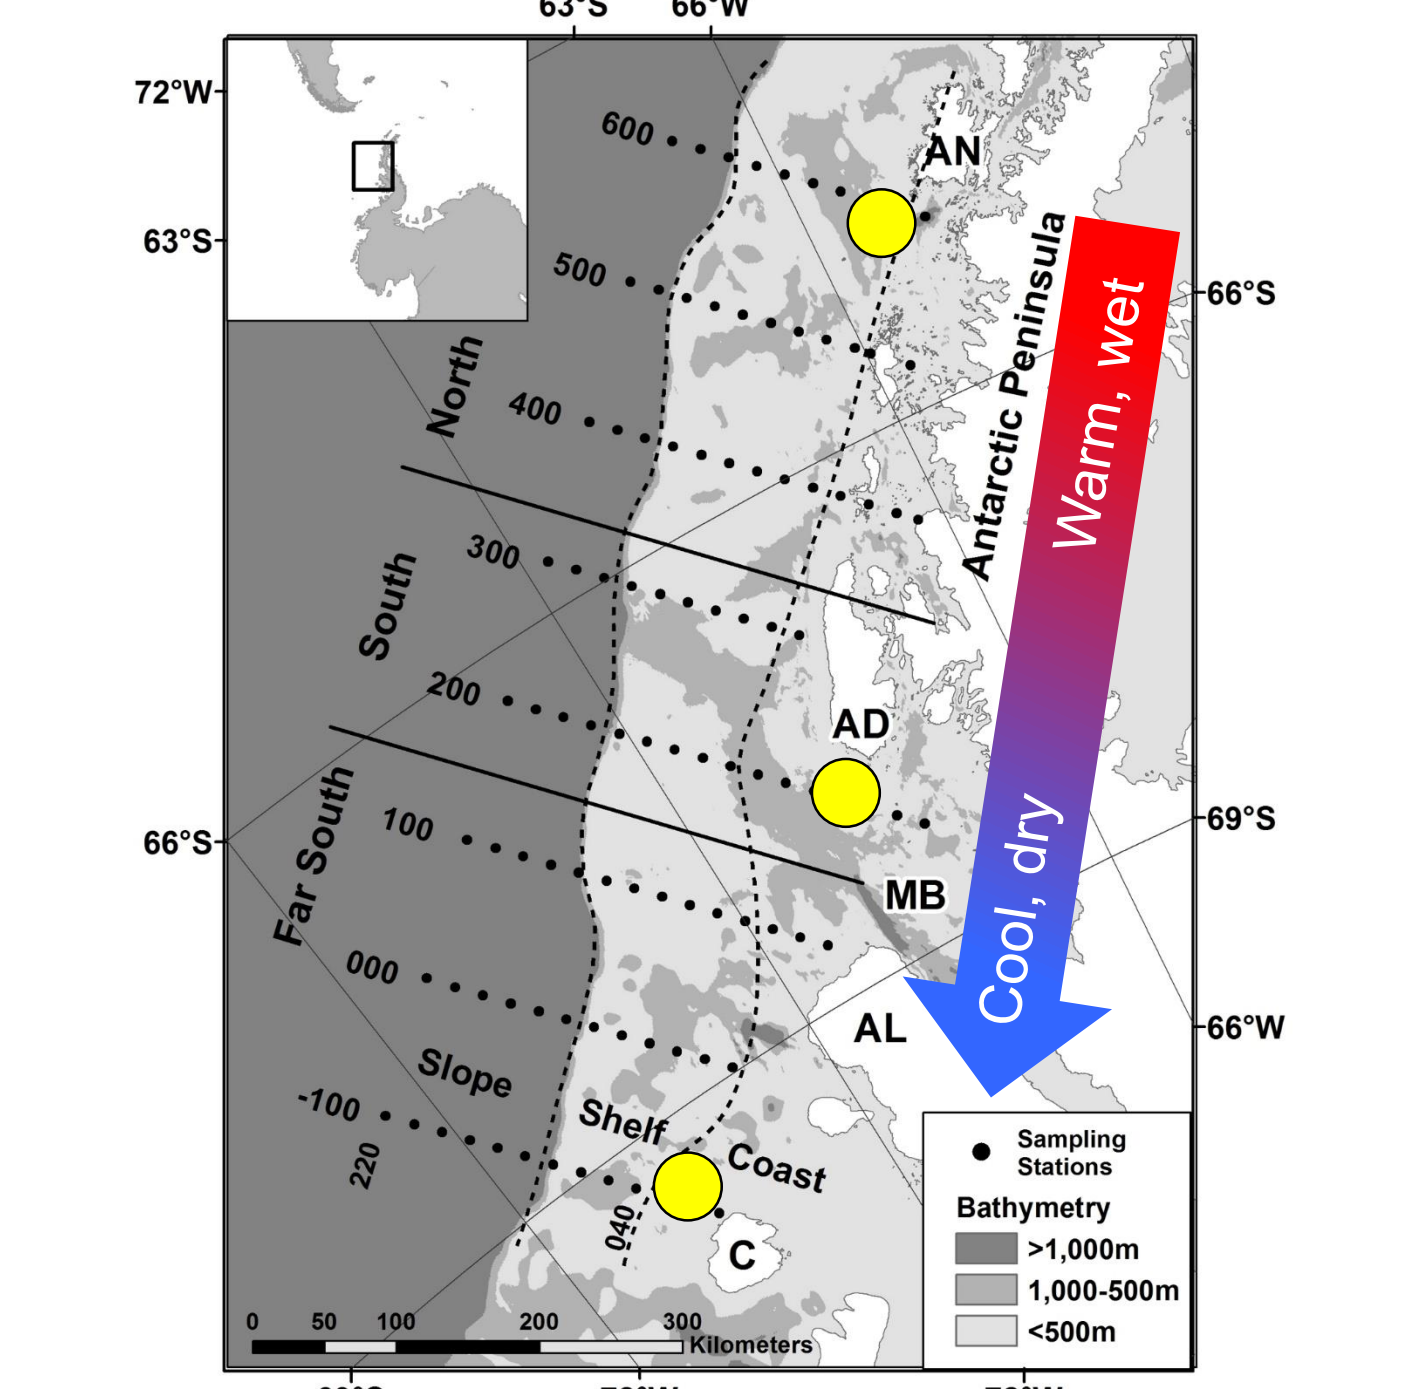 63°S
66°W
72°W
63°S
66°S
600
AN
500
66°S
Antarctic Peninsula
Warm, wet
North
400
300
South
200
AD
69°S
Far South
100
MB
Cool, dry
000
AL
66°W
Slope
-100
220
Shelf
Coast
040
C
Sampling
Stations
Bathymetry
>1,000m
1,000-500m
<500m
0 50 100 200 300
Kilometers